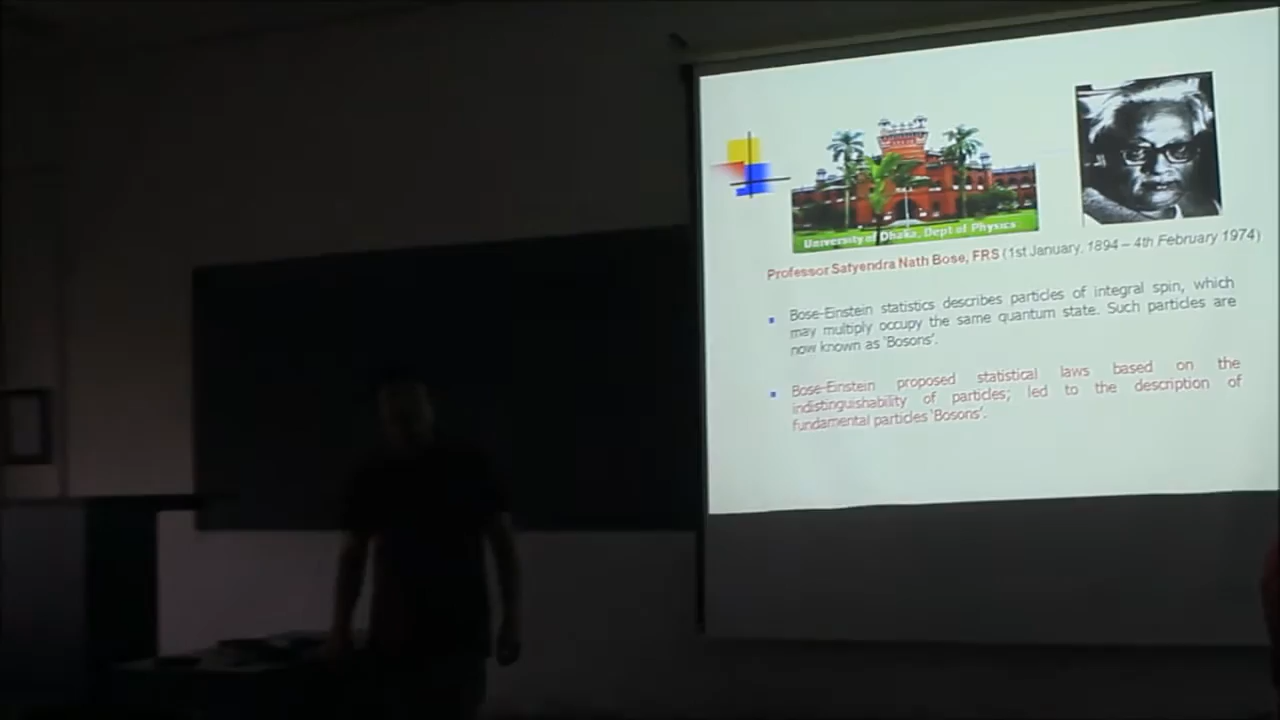 University of Dhaka, Dept of Physics
Professor Satyendra Nath Bose, FRS (1st January, 1894 – 4th February 1974)
Bose-Einstein statistics describes particles of integral spin, which
may multiply occupy the same quantum state. Such particles are
now known as 'Bosons'.
Bose-Einstein proposed statistical laws based on the
indistinguishability of particles; led to the description of
fundamental particles 'Bosons'.